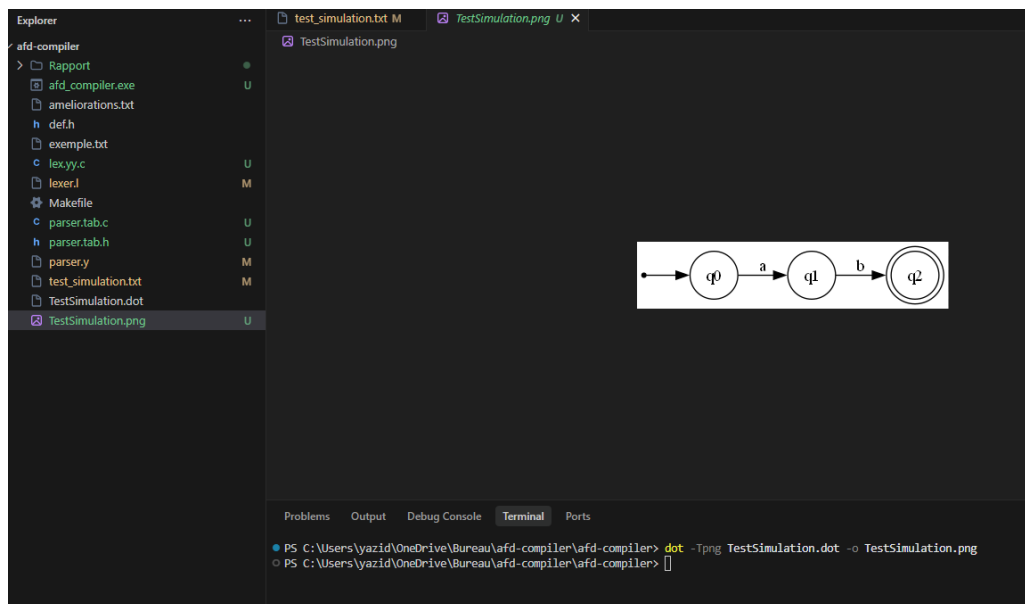 Explorer ...
afd-compiler
Rapport
afd_compiler.exe U
ameliorations.txt
h def.h
exemple.txt
C lex.yy.c U
lexer.l M
Makefile
C parser.tab.c U
h parser.tab.h U
parser.y M
test_simulation.txt M
TestSimulation.dot
TestSimulation.png U
test_simulation.txt M TestSimulation.png U
TestSimulation.png
q0 a q1 b q2
Problems Output Debug Console Terminal Ports
PS C:\Users\yazid\OneDrive\Bureau\afd-compiler\afd-compiler> dot -Tpng TestSimulation.dot -o TestSimulation.png
PS C:\Users\yazid\OneDrive\Bureau\afd-compiler\afd-compiler>